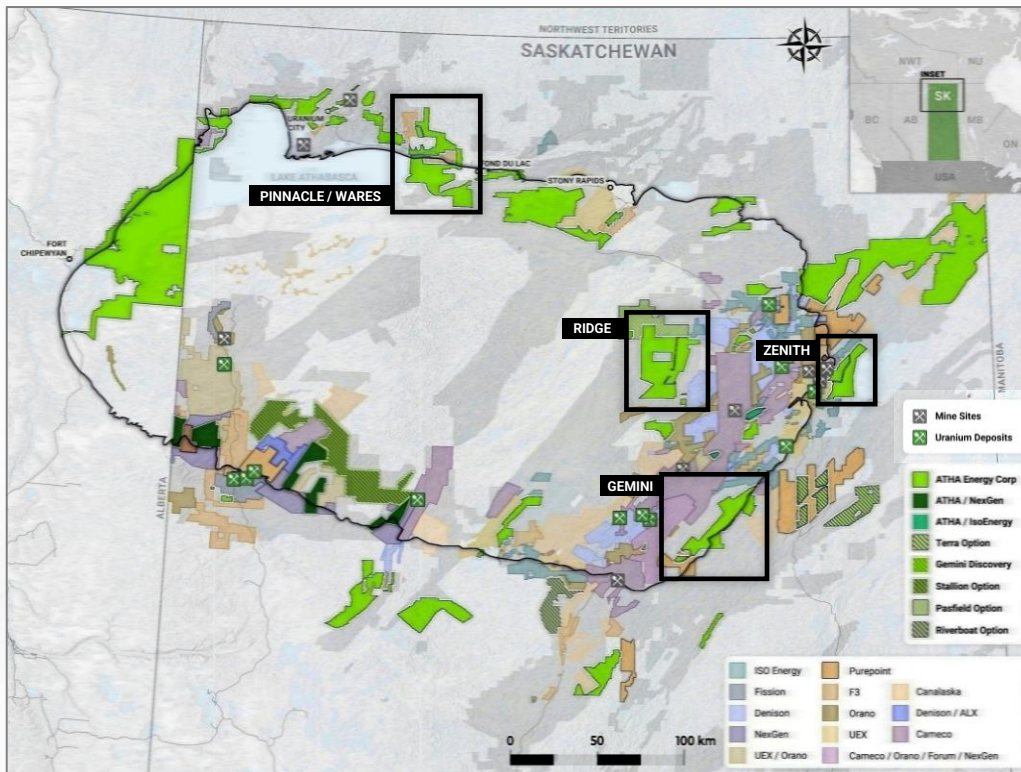 NORTHWEST TERRITORIES
SASKATCHEWAN
INSET
NWT
NU
SK
BC
AB
MB
ON
USA
URANIUM
CITY
LAKE ATHABASCA
FOND DU LAC
STONY RAPIDS
PINNACLE / WARES
FORT
CHIPEWYAN
RIDGE
ZENITH
MANITOBA
GEMINI
ALBERTA
Mine Sites
Uranium Deposits
ATHA Energy Corp
ATHA / NexGen
ATHA / IsoEnergy
Terra Option
Gemini Discovery
Stallion Option
Pasfield Option
Riverboat Option
ISO Energy
Purepoint
Fission
F3
Canalaska
Denison
Orano
Denison / ALX
NexGen
UEX
Cameco
UEX / Orano
Cameco / Orano / Forum / NexGen
0 50 100 km